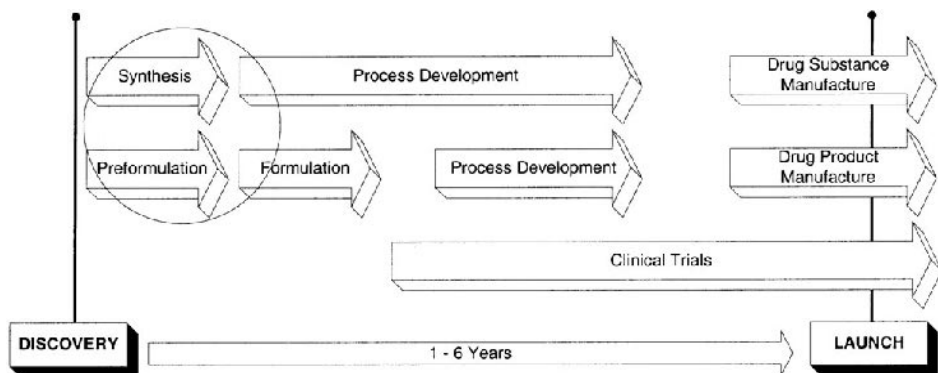 Synthesis
Process Development
Drug Substance
Manufacture
Preformulation
Formulation
Process Development
Drug Product
Manufacture
Clinical Trials
DISCOVERY
1 - 6 Years
LAUNCH